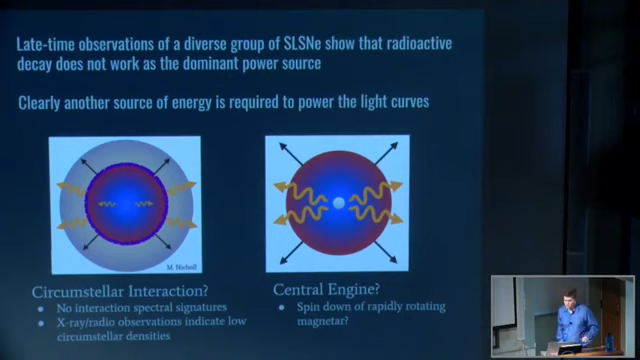 Late-time observations of a diverse group of SLSNe show that radioactive
decay does not work as the dominant power source
Clearly another source of energy is required to power the light curves
M. Nicholl
Circumstellar Interaction?
• No interaction spectral signatures
• X-ray/radio observations indicate low
circumstellar densities
Central Engine?
• Spin down of rapidly rotating
magnetar?